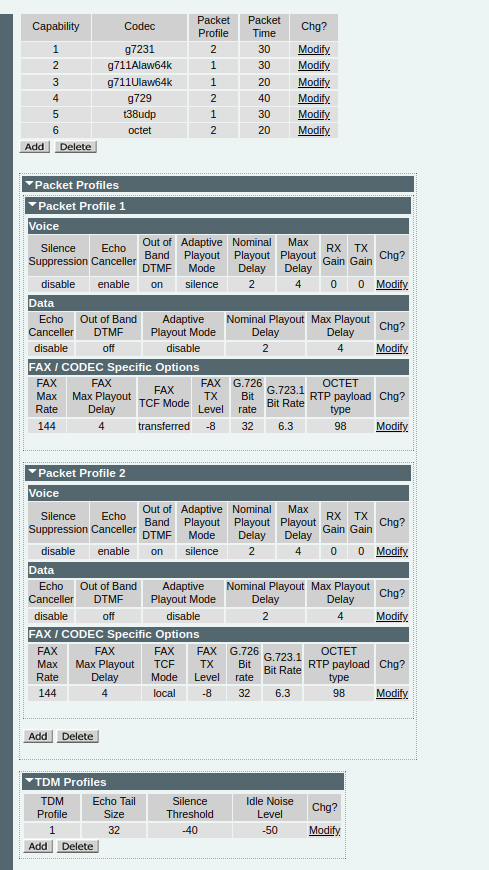 Capability Codec Packet Profile Packet Time Chg?
1 g7231 2 30 Modify
2 g711Alaw64k 1 30 Modify
3 g711Ulaw64k 1 20 Modify
4 g729 2 40 Modify
5 t38udp 1 30 Modify
6 octet 2 20 Modify
Add Delete
Packet Profiles
Packet Profile 1
Voice
Silence Suppression Echo Canceller Out of Band DTMF Adaptive Playout Mode Nominal Playout Delay Max Playout Delay RX Gain TX Gain Chg?
disable enable on silence 2 4 0 0 Modify
Data
Echo Canceller Out of Band DTMF Adaptive Playout Mode Nominal Playout Delay Max Playout Delay Chg?
disable off disable 2 4 Modify
FAX / CODEC Specific Options
FAX Max Rate FAX Max Playout Delay FAX TCF Mode FAX TX Level G.726 Bit rate G.723.1 Bit Rate OCTET RTP payload type Chg?
144 4 transferred -8 32 6.3 98 Modify
Packet Profile 2
Voice
Silence Suppression Echo Canceller Out of Band DTMF Adaptive Playout Mode Nominal Playout Delay Max Playout Delay RX Gain TX Gain Chg?
disable enable on silence 2 4 0 0 Modify
Data
Echo Canceller Out of Band DTMF Adaptive Playout Mode Nominal Playout Delay Max Playout Delay Chg?
disable off disable 2 4 Modify
FAX / CODEC Specific Options
FAX Max Rate FAX Max Playout Delay FAX TCF Mode FAX TX Level G.726 Bit rate G.723.1 Bit Rate OCTET RTP payload type Chg?
144 4 local -8 32 6.3 98 Modify
Add Delete
TDM Profiles
TDM Profile Echo Tail Size Silence Threshold Idle Noise Level Chg?
1 32 -40 -50 Modify
Add Delete